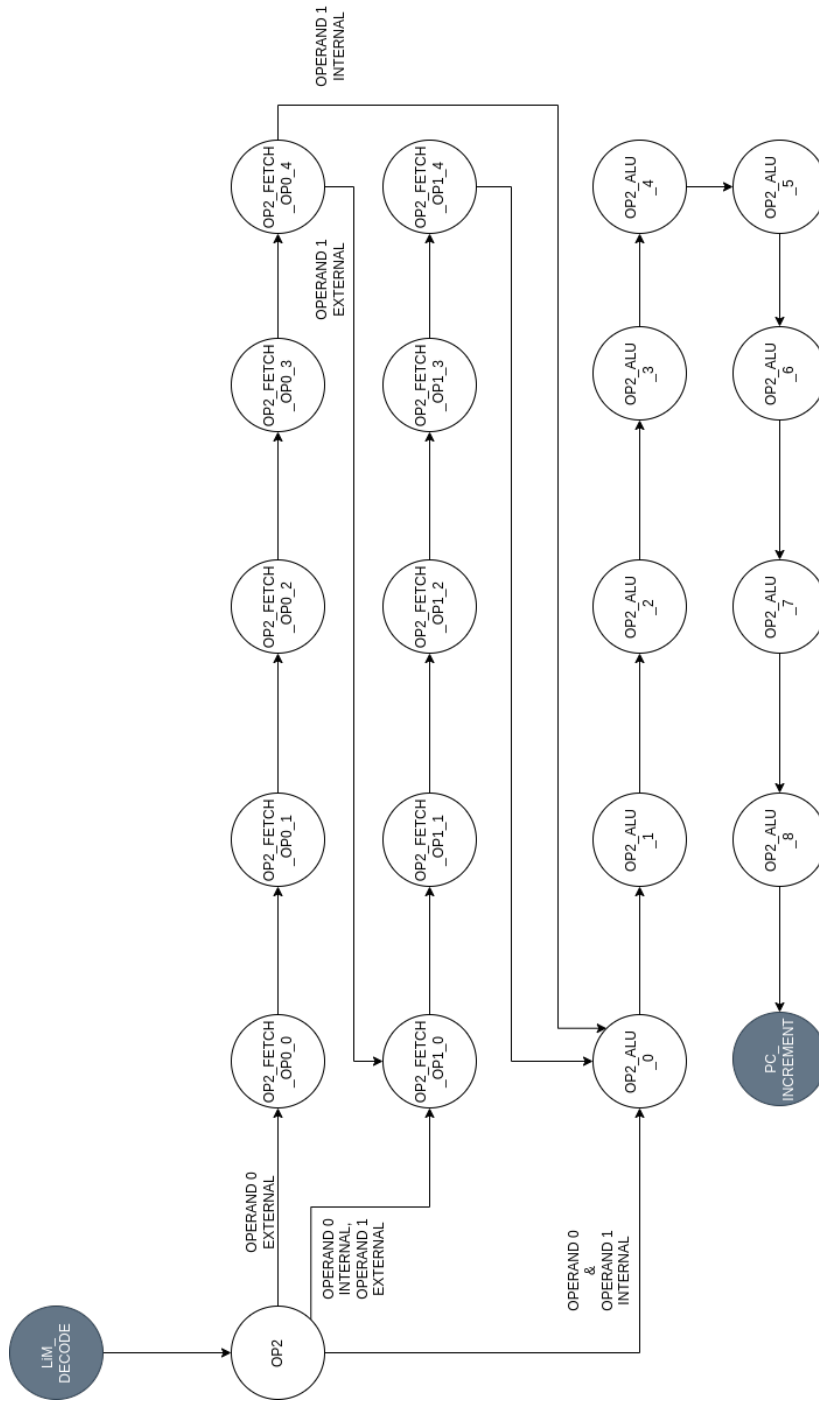 LiM_
DECODE
OP2
OPERAND 0
EXTERNAL
OPERAND 0
INTERNAL,
OPERAND 1
EXTERNAL
OPERAND 0
&
OPERAND 1
INTERNAL
OP2_FETCH
_OP0_0
OP2_FETCH
_OP0_1
OP2_FETCH
_OP0_2
OP2_FETCH
_OP0_3
OP2_FETCH
_OP0_4
OPERAND 1
INTERNAL
OPERAND 1
EXTERNAL
OP2_FETCH
_OP1_0
OP2_FETCH
_OP1_1
OP2_FETCH
_OP1_2
OP2_FETCH
_OP1_3
OP2_FETCH
_OP1_4
OP2_ALU
_0
OP2_ALU
_1
OP2_ALU
_2
OP2_ALU
_3
OP2_ALU
_4
PC_
INCREMENT
OP2_ALU
_8
OP2_ALU
_7
OP2_ALU
_6
OP2_ALU
_5